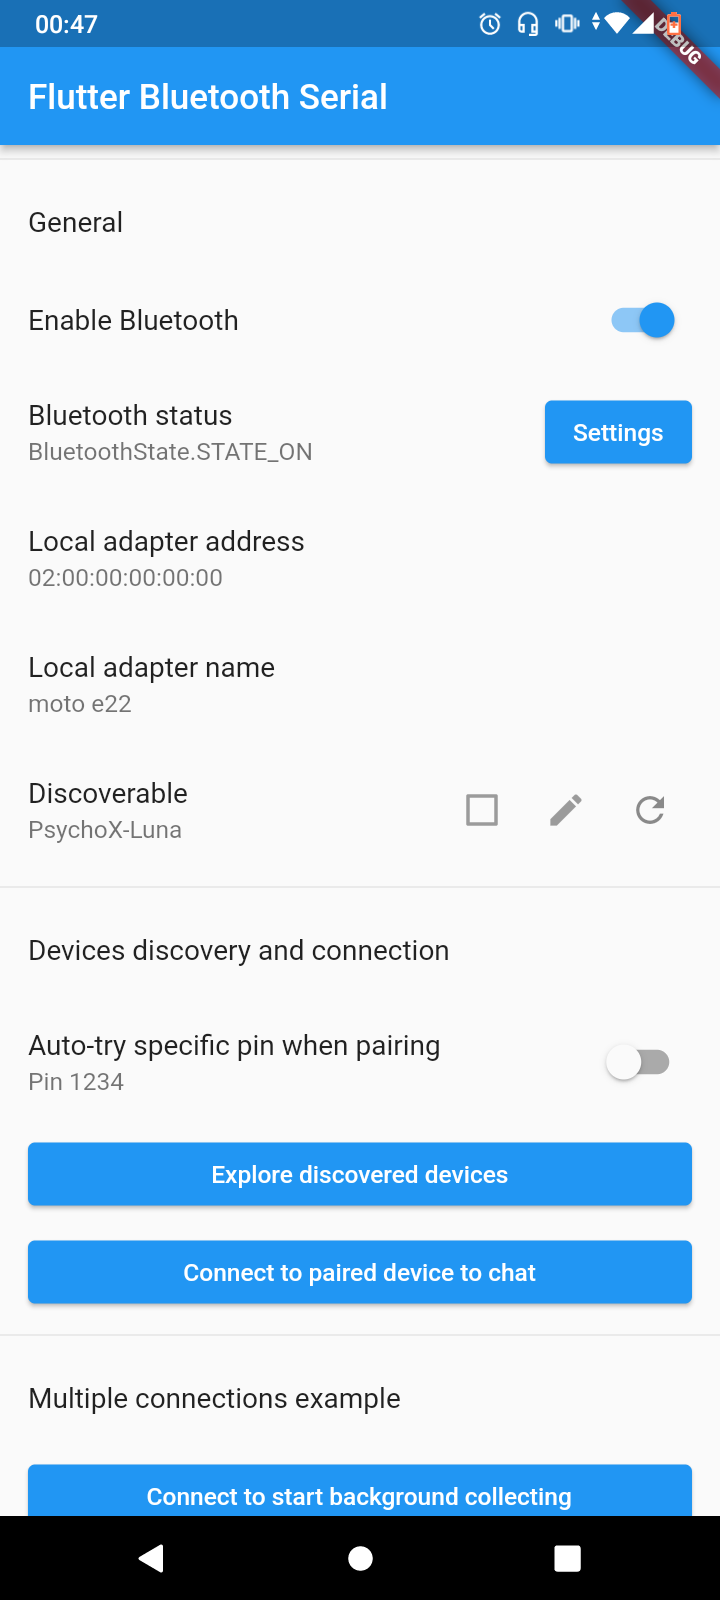 00:47
DEBUG
Flutter Bluetooth Serial
General
Enable Bluetooth
Bluetooth status
BluetoothState.STATE_ON
Settings
Local adapter address
02:00:00:00:00:00
Local adapter name
moto e22
Discoverable
PsychoX-Luna
Devices discovery and connection
Auto-try specific pin when pairing
Pin 1234
Explore discovered devices
Connect to paired device to chat
Multiple connections example
Connect to start background collecting